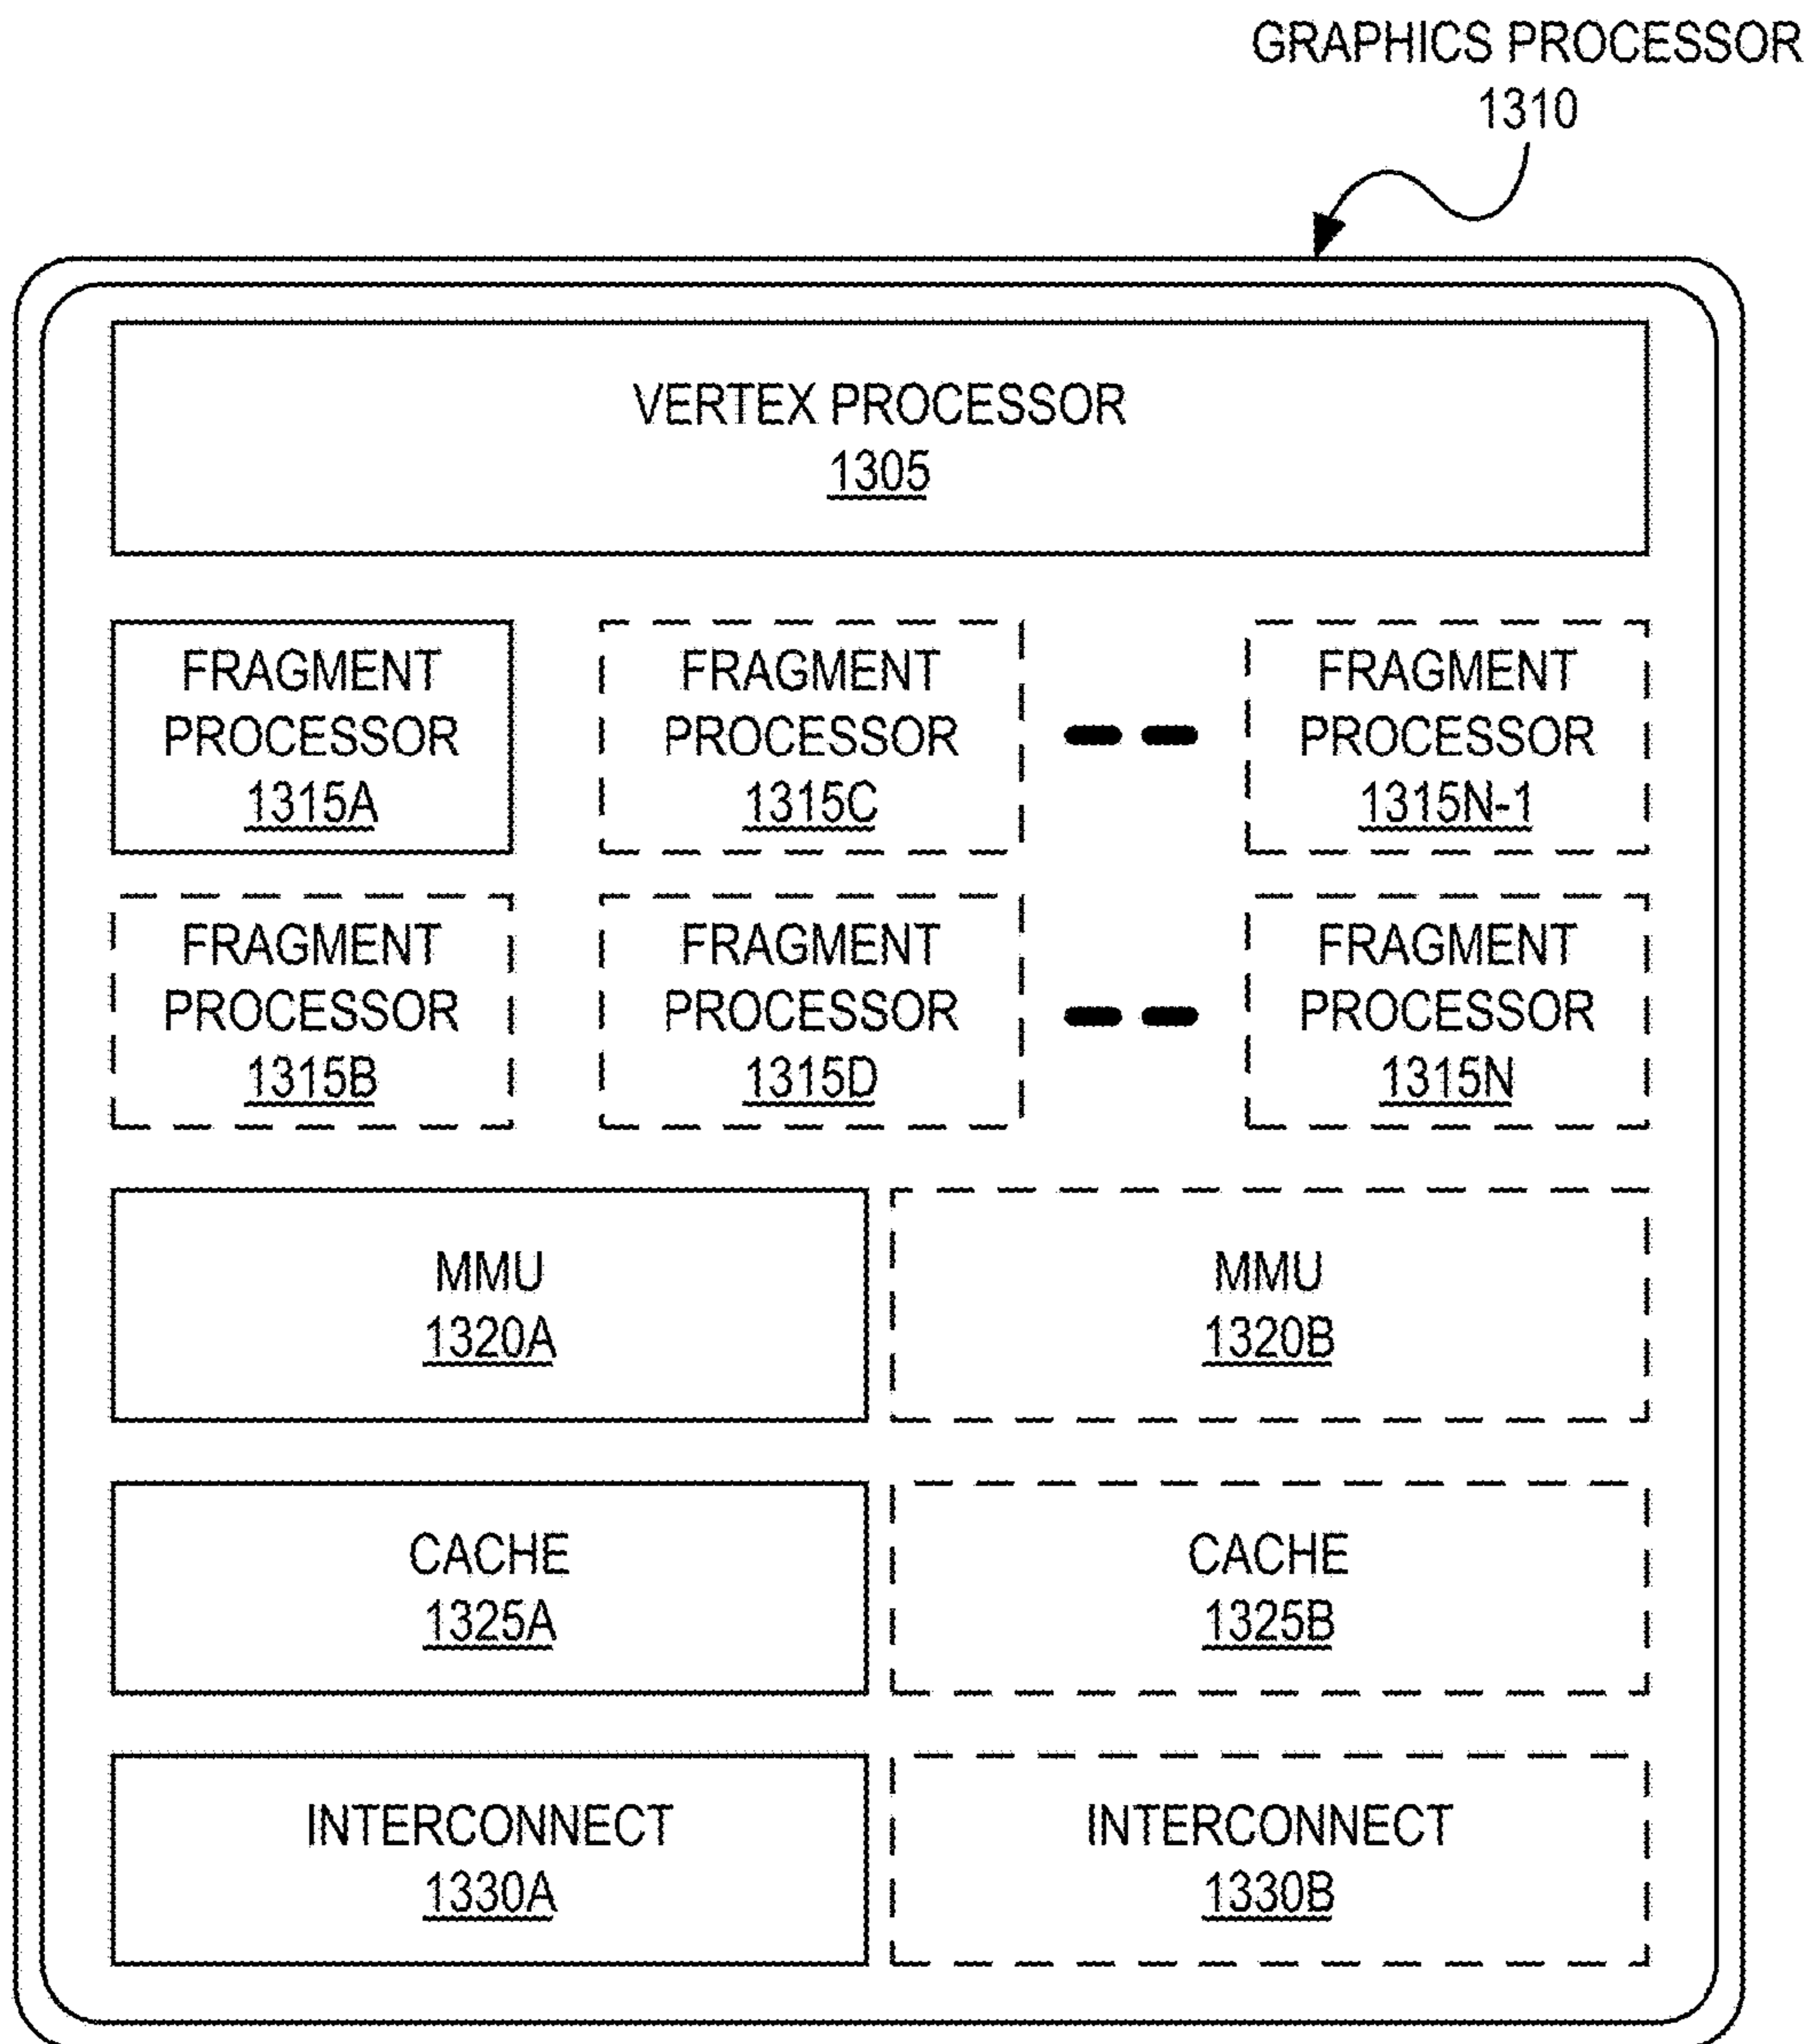 GRAPHICS PROCESSOR
1310
VERTEX PROCESSOR
1305
FRAGMENT
PROCESSOR
1315A
FRAGMENT
PROCESSOR
1315C
FRAGMENT
PROCESSOR
1315N-1
FRAGMENT
PROCESSOR
1315B
FRAGMENT
PROCESSOR
1315D
FRAGMENT
PROCESSOR
1315N
MMU
1320A
MMU
1320B
CACHE
1325A
CACHE
1325B
INTERCONNECT
1330A
INTERCONNECT
1330B